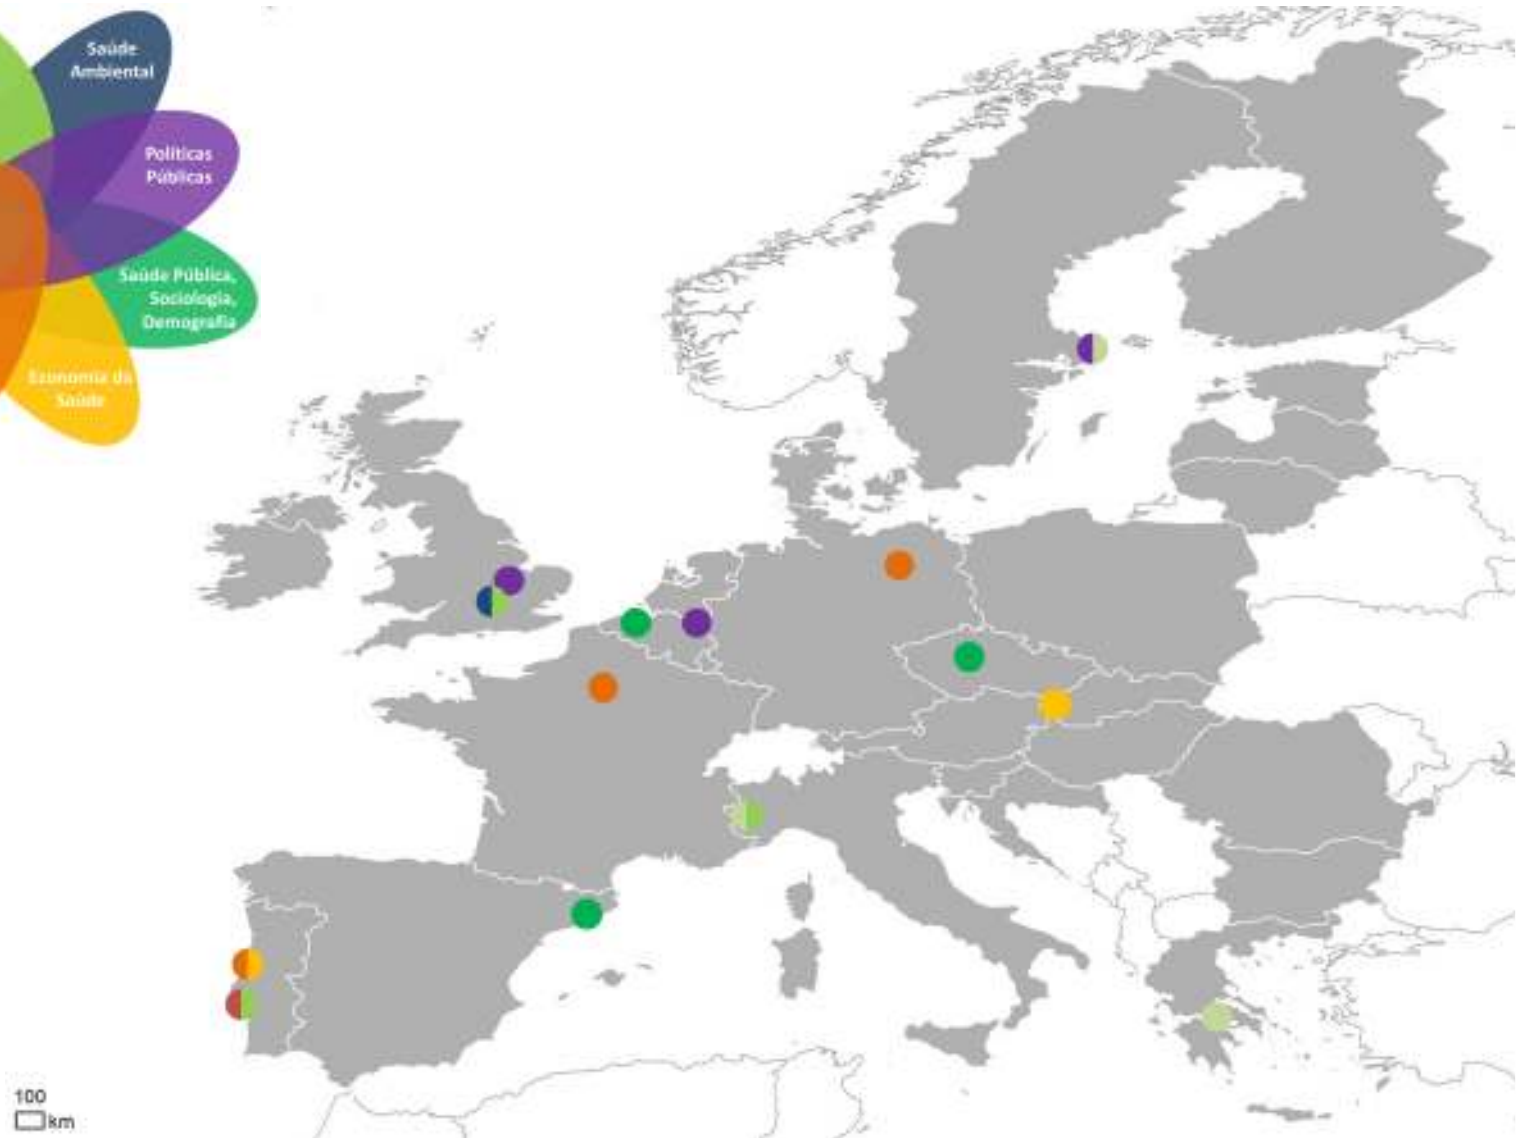 Saúde
Ambiental
Políticas
Públicas
Saúde Pública,
Sociologia,
Demografia
Economia da
Saúde
100
km